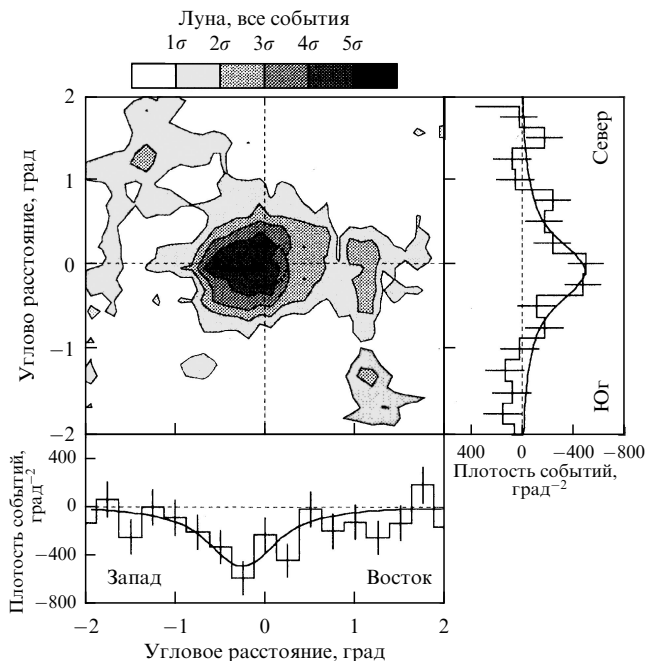 Луна, все события
1σ 2σ 3σ 4σ 5σ
2
1
0
−1
−2
Углово расстояние, град
Север
Юг
400 0 −400 −800
Плотость событий,
град−2
400
0
−400
−800
Плотость событий,
град−2
Запад Восток
−2 −1 0 1 2
Угловое расстояние, град